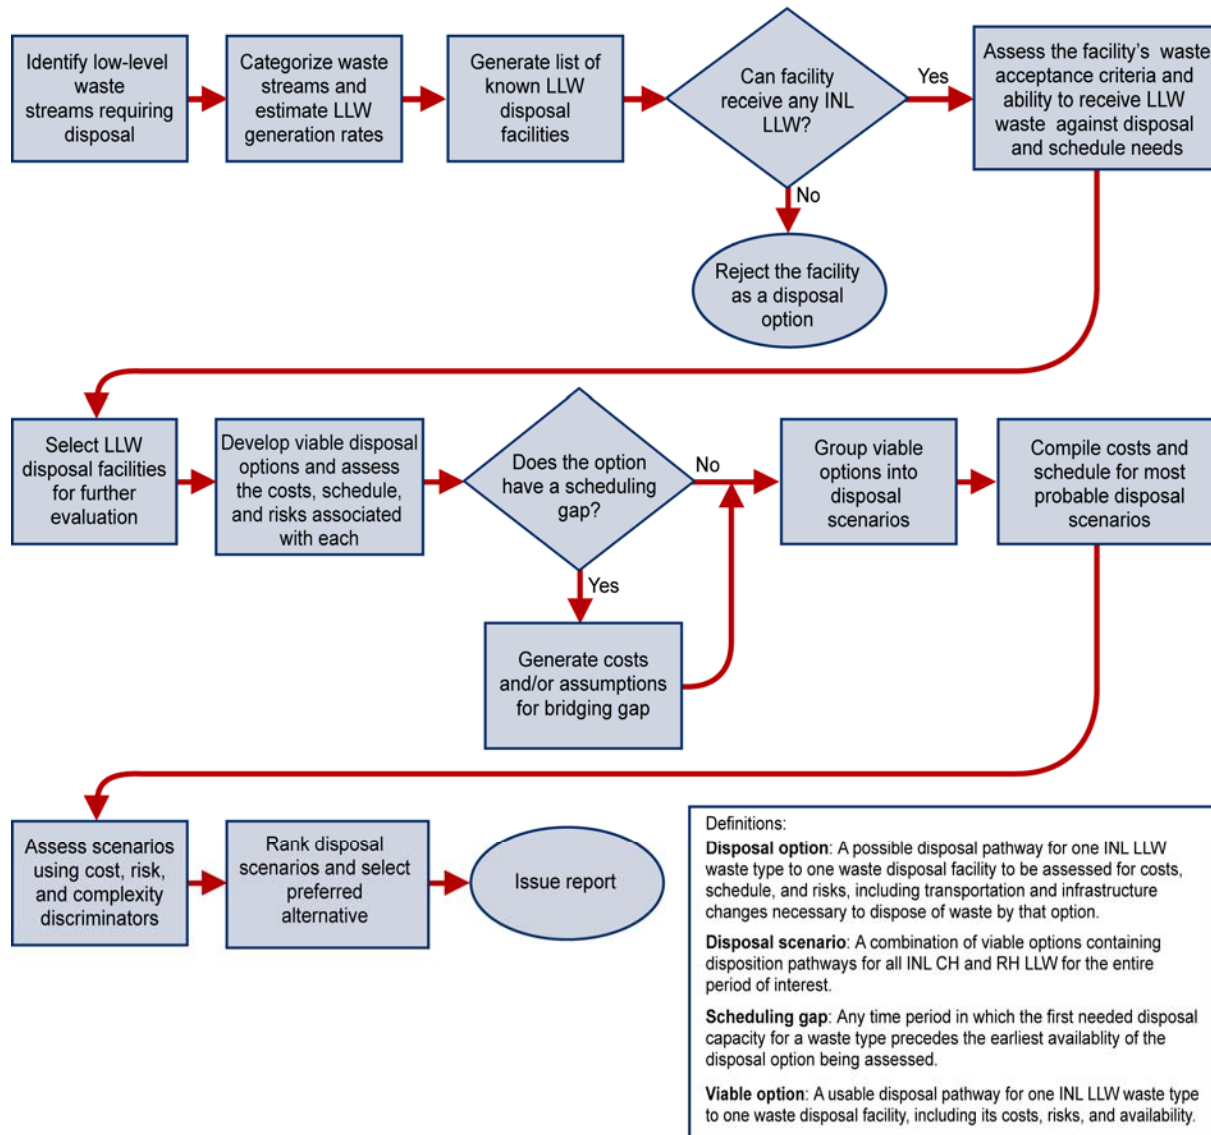 Identify low-level
waste
streams requiring
disposal
Categorize waste
streams and
estimate LLW
generation rates
Generate list of
known LLW
disposal
facilities
Can facility
receive any INL
LLW?
Yes
Assess the facility's waste
acceptance criteria and
ability to receive LLW
waste against disposal
and schedule needs
No
Reject the facility
as a disposal
option
Select LLW
disposal facilities
for further
evaluation
Develop viable disposal
options and assess
the costs, schedule,
and risks associated
with each
Does the option
have a scheduling
gap?
No
Group viable
options into
disposal
scenarios
Compile costs and
schedule for most
probable disposal
scenarios
Yes
Generate costs
and/or assumptions
for bridging gap
Assess scenarios
using cost, risk,
and complexity
discriminators
Rank disposal
scenarios and select
preferred
alternative
Issue report
Definitions:
Disposal option: A possible disposal pathway for one INL LLW
waste type to one waste disposal facility to be assessed for costs,
schedule, and risks, including transportation and infrastructure
changes necessary to dispose of waste by that option.
Disposal scenario: A combination of viable options containing
disposition pathways for all INL CH and RH LLW for the entire
period of interest.
Scheduling gap: Any time period in which the first needed disposal
capacity for a waste type precedes the earliest availablity of the
disposal option being assessed.
Viable option: A usable disposal pathway for one INL LLW waste type
to one waste disposal facility, including its costs, risks, and availability.